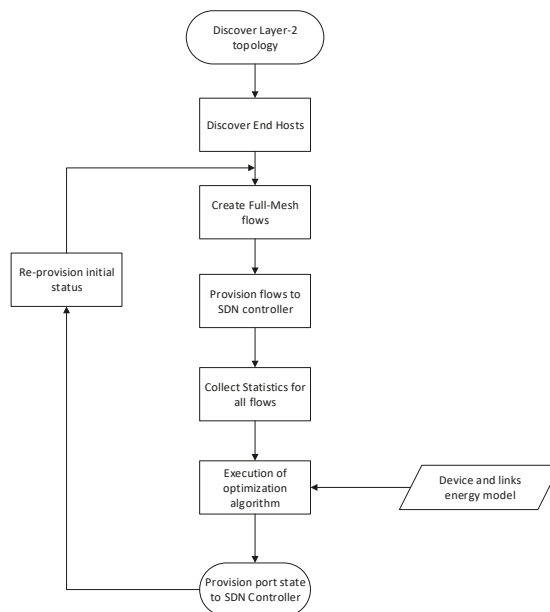 Discover Layer-2
topology
Discover End Hosts
Create Full-Mesh
flows
Re-provision initial
status
Provision flows to
SDN controller
Collect Statistics for
all flows
Execution of
optimization
algorithm
Device and links
energy model
Provision port state
to SDN Controller